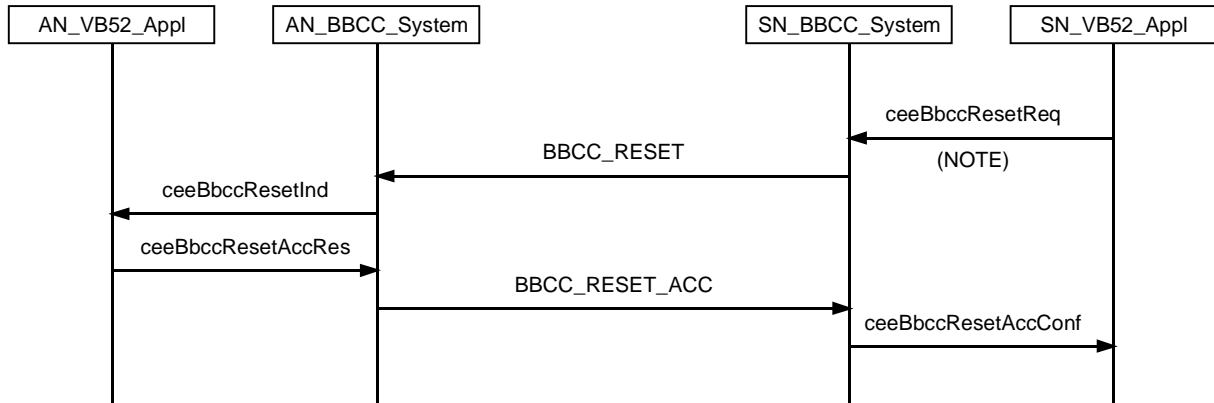 AN_VB52_Appl
AN_BBCC_System
SN_BBCC_System
SN_VB52_Appl
ceeBbccResetReq
(NOTE)
BBCC_RESET
ceeBbccResetInd
ceeBbccResetAccRes
BBCC_RESET_ACC
ceeBbccResetAccConf